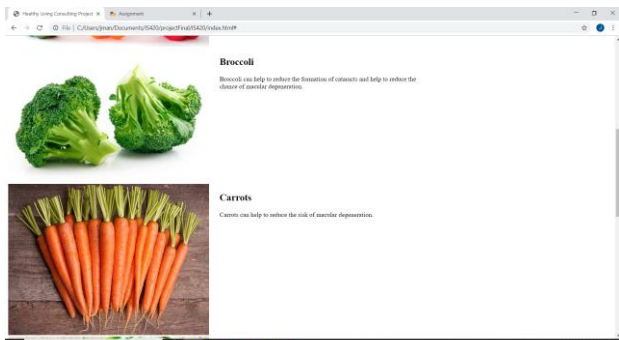 Healthy Living Consulting Project
Assignment
File | C:/Users/jman/Documents/IS420/projectFinal/IS420/index.html#
Broccoli
Broccoli can help to reduce the formation of cataracts and help to reduce the
chance of macular degeneration.
Carrots
Carrots can help to reduce the risk of macular degeneration.